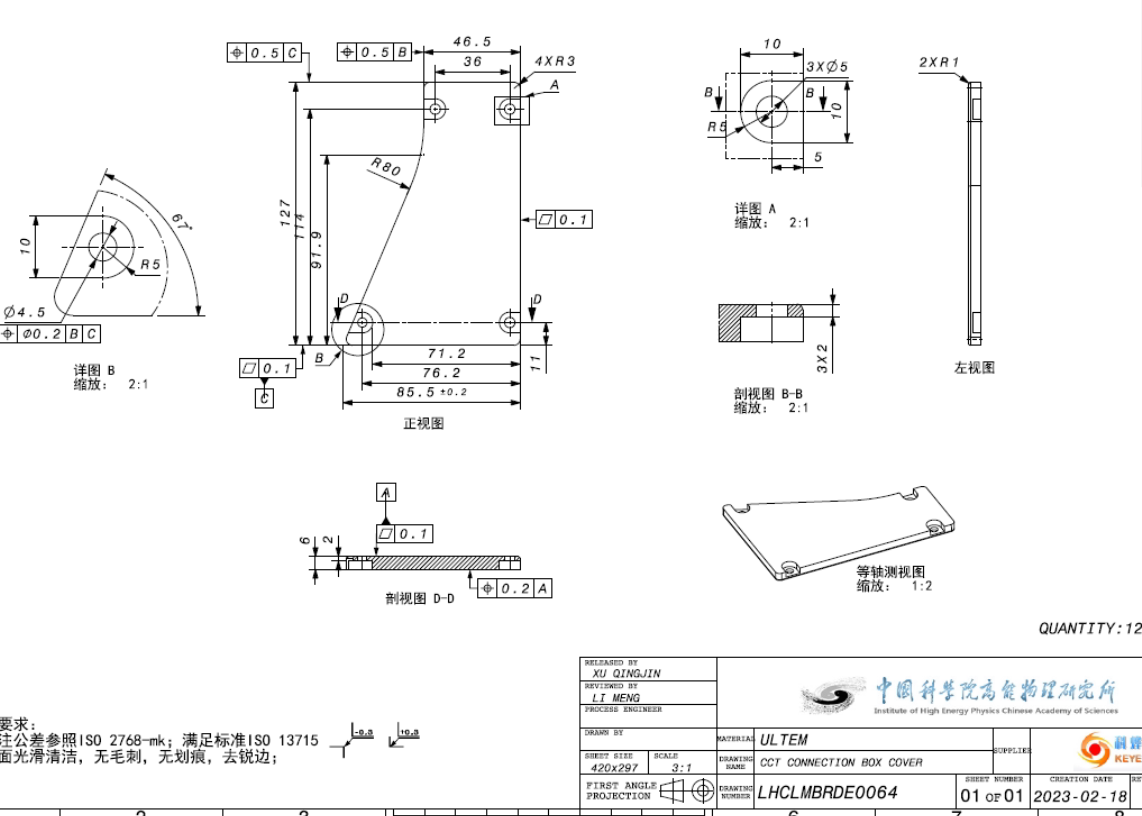 0.5 C
0.5 B
46.5
36
4XR3
A
127
114
91.9
R80
0.1
D
D
B
71.2
76.2
85.5 ±0.2
11
0.1
C
正视图
67°
10
R5
Ø4.5
Ø0.2 B C
详图 B
缩放: 2:1
10
3XØ5
B
B
R5
10
5
详图 A
缩放: 2:1
3X2
剖视图 B-B
缩放: 2:1
2XR1
左视图
A
0.1
6
2
0.2 A
剖视图 D-D
等轴测视图
缩放: 1:2
QUANTITY:12
要求:
注公差参照ISO 2768-mk; 满足标准ISO 13715
面光滑清洁, 无毛刺, 无划痕, 去锐边;
-0.3
+0.3
RELEASED BY
XU QINGJIN
REVIEWED BY
LI MENG
PROCESS ENGINEER
DRAWN BY
SHEET SIZE
420x297
SCALE
3:1
FIRST ANGLE
PROJECTION
中国科学院高能物理研究所
Institute of High Energy Physics Chinese Academy of Sciences
MATERIAL
ULTEM
SUPPLIER
KEYE
DRAWING
NAME
CCT CONNECTION BOX COVER
DRAWING
NUMBER
LHCLMBRDE0064
SHEET NUMBER
01 OF 01
CREATION DATE
2023-02-18